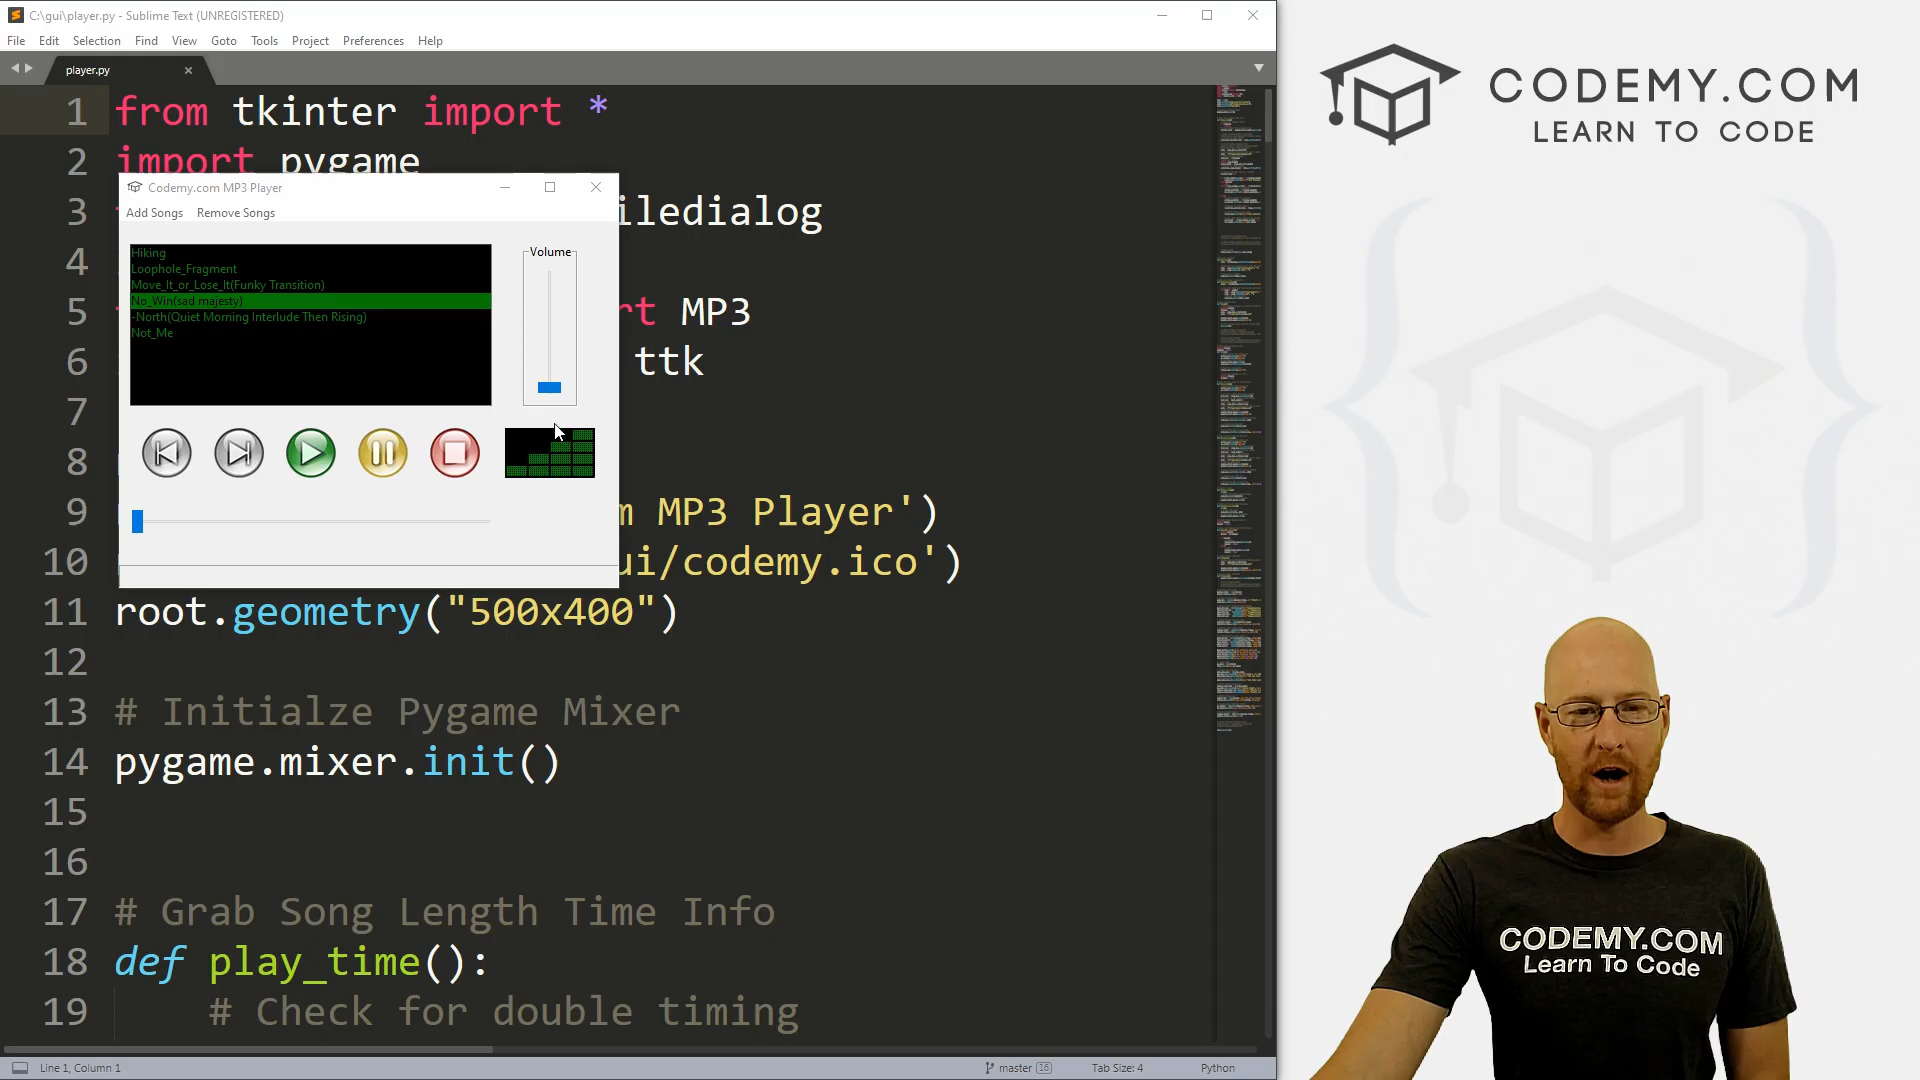 C:\gui\player.py - Sublime Text (UNREGISTERED)
File Edit Selection Find View Goto Tools Project Preferences Help
player.py
1 from tkinter import *
2 import pygame
3 iledialog
4
5 rt MP3
6 ttk
7
8
9 m MP3 Player')
10 ui/codemy.ico')
11 root.geometry("500x400")
12
13 # Initialze Pygame Mixer
14 pygame.mixer.init()
15
16
17 # Grab Song Length Time Info
18 def play_time():
19 # Check for double timing
Codemy.com MP3 Player
Add Songs Remove Songs
Hiking
Loophole_Fragment
Move_It_or_Lose_It(Funky Transition)
No_Win(sad majesty)
-North(Quiet Morning Interlude Then Rising)
Not_Me
Volume
Line 1, Column 1
master 16
Tab Size: 4
Python
CODEMY.COM
LEARN TO CODE
CODEMY.COM
Learn To Code